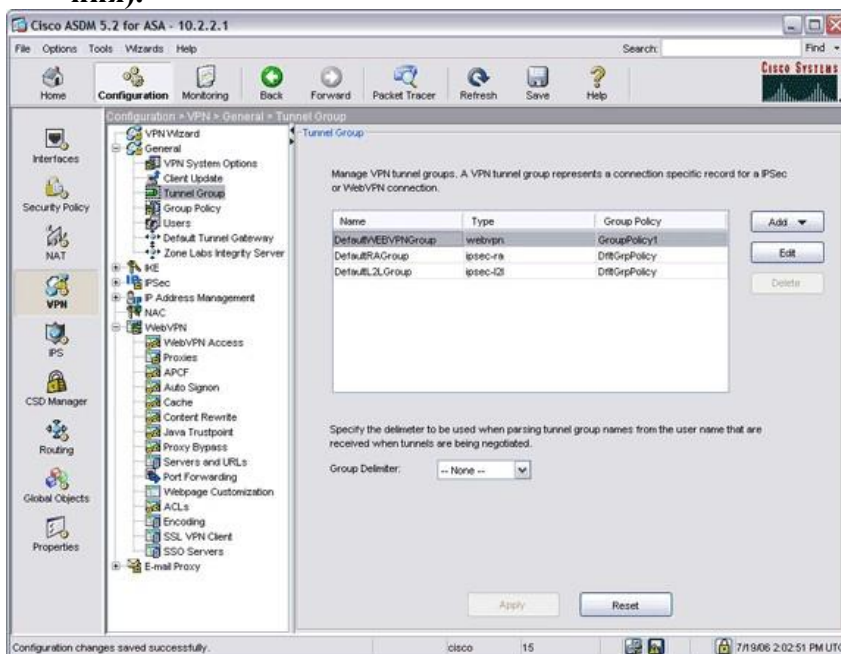 ний).
Cisco ASDM 5.2 for ASA - 10.2.2.1
File Options Tools Wizards Help Search: Find
Home Configuration Monitoring Back Forward Packet Tracer Refresh Save Help
CISCO SYSTEMS
Configuration > VPN > General > Tunnel Group
Interfaces
Security Policy
NAT
VPN
IPS
CSD Manager
Routing
Global Objects
Properties
VPN Wizard
General
VPN System Options
Client Update
Tunnel Group
Group Policy
Users
Default Tunnel Gateway
Zone Labs Integrity Server
IKE
IPSec
IP Address Management
NAC
WebVPN
WebVPN Access
Proxies
APCF
Auto Signon
Cache
Content Rewrite
Java Trustpoint
Proxy Bypass
Servers and URLs
Port Forwarding
Webpage Customization
ACLs
Encoding
SSL VPN Client
SSO Servers
E-mail Proxy
Tunnel Group
Manage VPN tunnel groups. A VPN tunnel group represents a connection specific record for a IPSec
or WebVPN connection.
Name Type Group Policy
DefaultWEBVPNGroup webvpn GroupPolicy1
DefaultRAGroup ipsec-ra DfltGrpPolicy
DefaultL2LGroup ipsec-l2l DfltGrpPolicy
Add
Edit
Delete
Specify the delimeter to be used when parsing tunnel group names from the user name that are
received when tunnels are being negotiated.
Group Delimiter: -- None --
Apply Reset
Configuration changes saved successfully. cisco 15 7/19/06 2:02:51 PM UTC